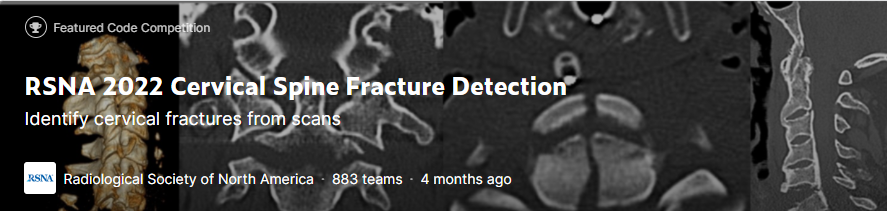 Featured Code Competition
RSNA 2022 Cervical Spine Fracture Detection
Identify cervical fractures from scans
RSNA Radiological Society of North America · 883 teams · 4 months ago